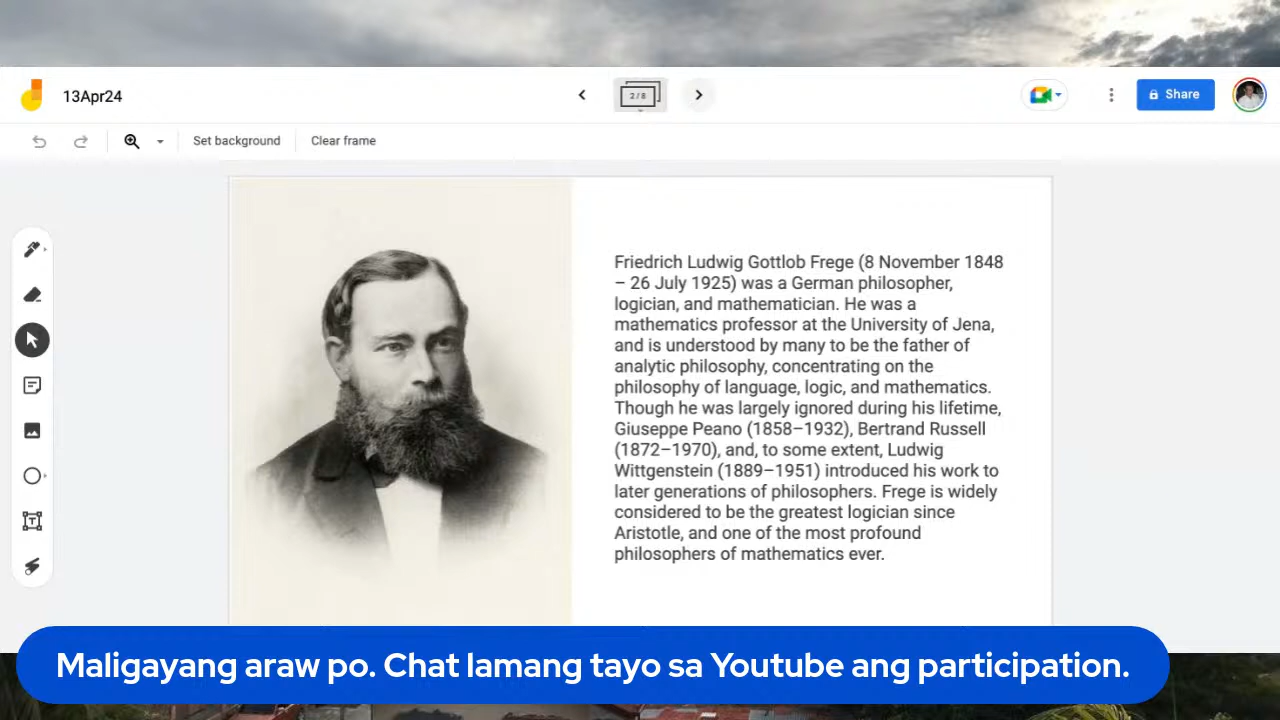 13Apr24
2/8
Share
Set background
Clear frame
Friedrich Ludwig Gottlob Frege (8 November 1848
– 26 July 1925) was a German philosopher,
logician, and mathematician. He was a
mathematics professor at the University of Jena,
and is understood by many to be the father of
analytic philosophy, concentrating on the
philosophy of language, logic, and mathematics.
Though he was largely ignored during his lifetime,
Giuseppe Peano (1858–1932), Bertrand Russell
(1872–1970), and, to some extent, Ludwig
Wittgenstein (1889–1951) introduced his work to
later generations of philosophers. Frege is widely
considered to be the greatest logician since
Aristotle, and one of the most profound
philosophers of mathematics ever.
Maligayang araw po. Chat lamang tayo sa Youtube ang participation.